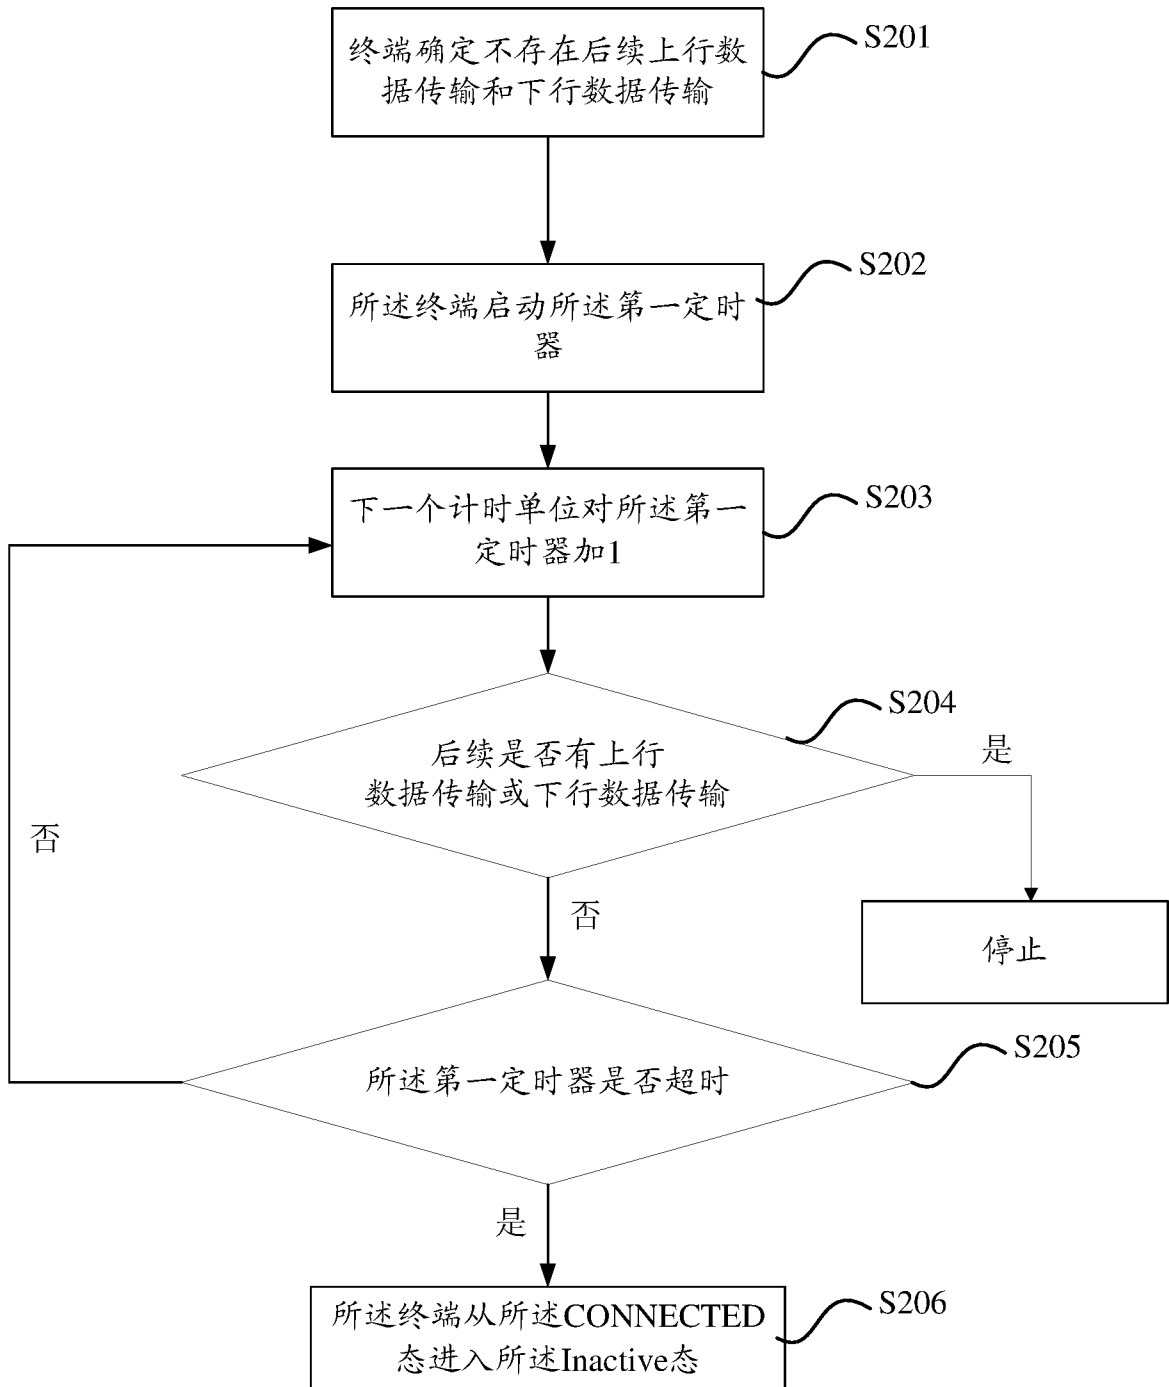 终端确定不存在后续上行数
据传输和下行数据传输
S201
所述终端启动所述第一定时
器
S202
下一个计时单位对所述第一
定时器加1
S203
后续是否有上行
数据传输或下行数据传输
S204
是
否
否
停止
所述第一定时器是否超时
S205
是
所述终端从所述CONNECTED
态进入所述Inactive态
S206